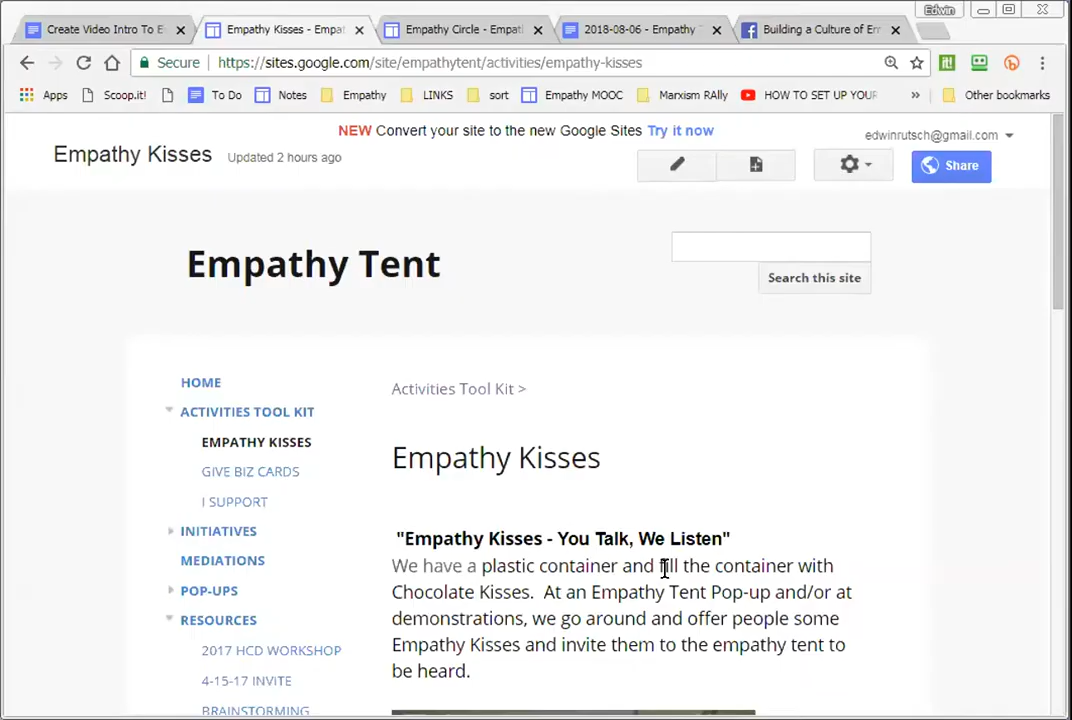 Edwin
Create Video Intro To E
Empathy Kisses - Empat
Empathy Circle - Empati
2018-08-06 - Empathy T
Building a Culture of Em
Secure
https://sites.google.com/site/empathytent/activities/empathy-kisses
it!
Apps
Scoop.it!
To Do
Notes
Empathy
LINKS
sort
Empathy MOOC
Marxism RAlly
HOW TO SET UP YOUR
»
Other bookmarks
NEW Convert your site to the new Google Sites Try it now
edwinrutsch@gmail.com
Empathy Kisses Updated 2 hours ago
Share
Empathy Tent
Search this site
HOME
ACTIVITIES TOOL KIT
EMPATHY KISSES
GIVE BIZ CARDS
I SUPPORT
INITIATIVES
MEDIATIONS
POP-UPS
RESOURCES
2017 HCD WORKSHOP
4-15-17 INVITE
BRAINSTORMING
Activities Tool Kit >
Empathy Kisses
"Empathy Kisses - You Talk, We Listen"
We have a plastic container and fill the container with
Chocolate Kisses. At an Empathy Tent Pop-up and/or at
demonstrations, we go around and offer people some
Empathy Kisses and invite them to the empathy tent to
be heard.